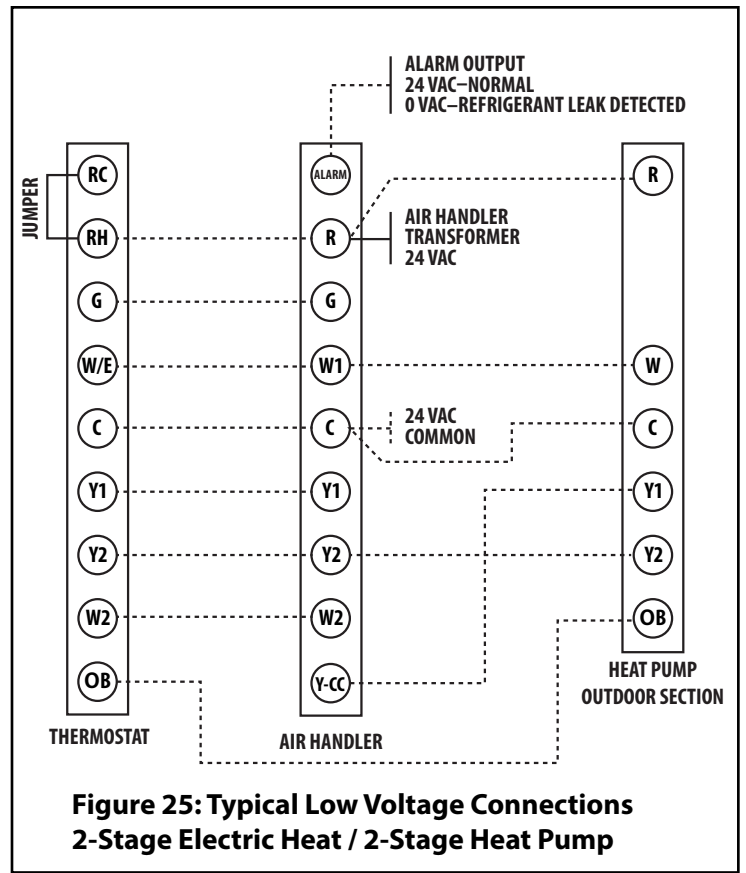 ALARM OUTPUT
24 VAC–NORMAL
0 VAC–REFRIGERANT LEAK DETECTED
JUMPER
RC
RH
G
W/E
C
Y1
Y2
W2
OB
THERMOSTAT
ALARM
R
G
W1
C
Y1
Y2
W2
Y-CC
AIR HANDLER
AIR HANDLER
TRANSFORMER
24 VAC
24 VAC
COMMON
R
W
C
Y1
Y2
OB
HEAT PUMP
OUTDOOR SECTION
Figure 25: Typical Low Voltage Connections
2-Stage Electric Heat / 2-Stage Heat Pump